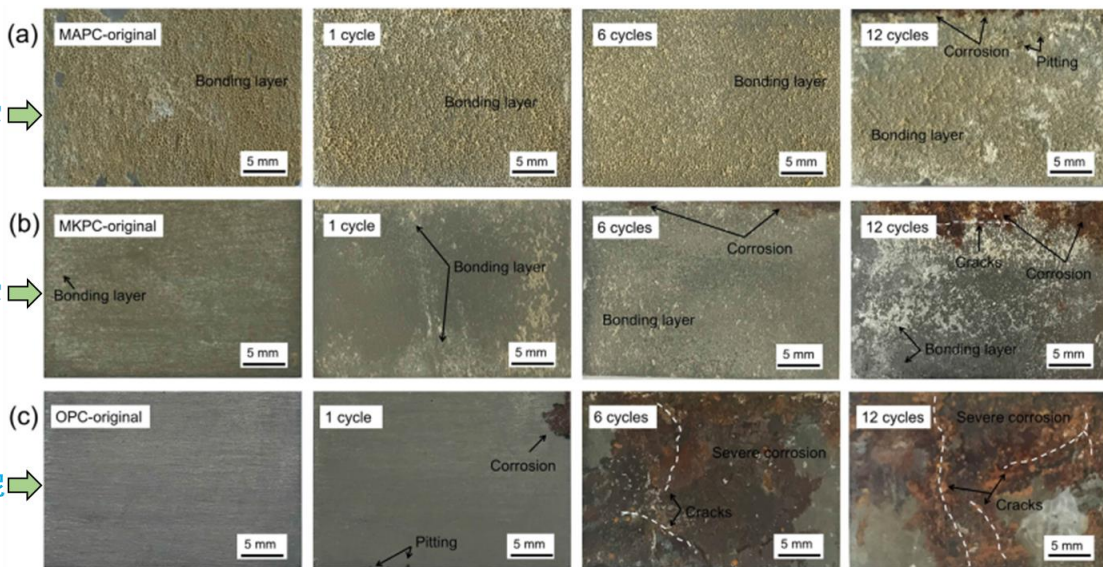 (a)
MAPC-original
Bonding layer
5 mm
1 cycle
Bonding layer
5 mm
6 cycles
Bonding layer
5 mm
12 cycles
Corrosion
Pitting
Bonding layer
5 mm
(b)
MKPC-original
Bonding layer
5 mm
1 cycle
Bonding layer
5 mm
6 cycles
Corrosion
Bonding layer
5 mm
12 cycles
Cracks
Corrosion
Bonding layer
5 mm
(c)
OPC-original
5 mm
1 cycle
Corrosion
Pitting
5 mm
6 cycles
Severe corrosion
Cracks
5 mm
12 cycles
Severe corrosion
Cracks
5 mm